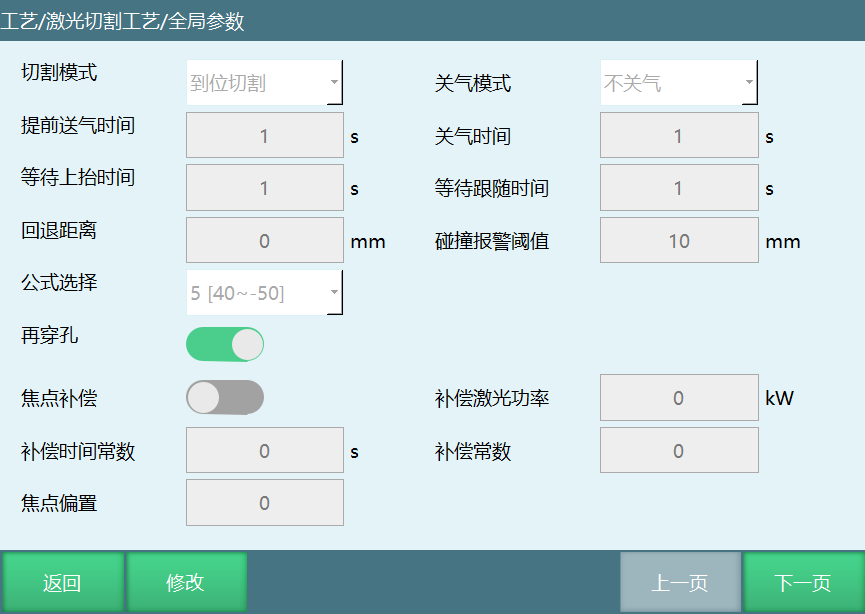 工艺/激光切割工艺/全局参数
切割模式 到位切割 关气模式 不关气
提前送气时间 1 s 关气时间 1 s
等待上抬时间 1 s 等待跟随时间 1 s
回退距离 0 mm 碰撞报警阈值 10 mm
公式选择 5 [40~-50]
再穿孔
焦点补偿 补偿激光功率 0 kW
补偿时间常数 0 s 补偿常数 0
焦点偏置 0
返回 修改 上一页 下一页